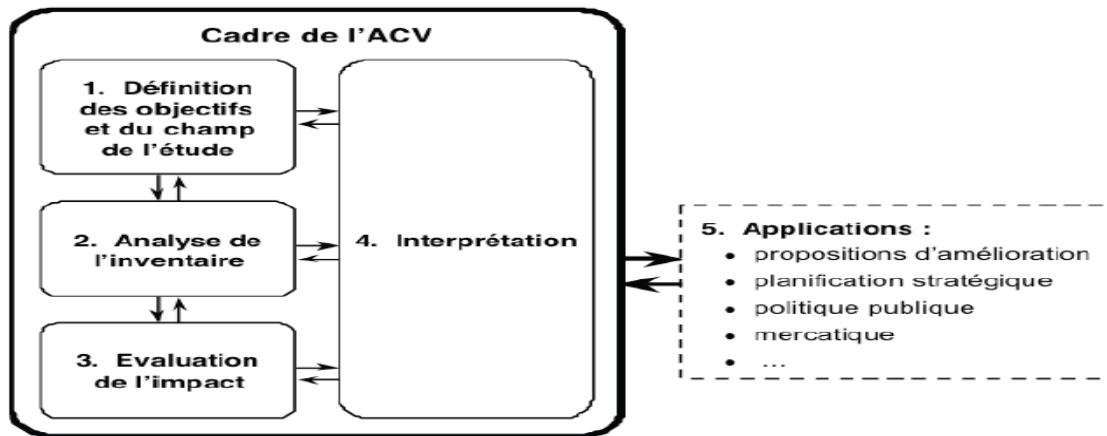 Cadre de l'ACV
1. Définition
des objectifs
et du champ
de l'étude
2. Analyse de
l'inventaire
3. Evaluation
de l'impact
4. Interprétation
5. Applications :
• propositions d'amélioration
• planification stratégique
• politique publique
• mercatique
• ...